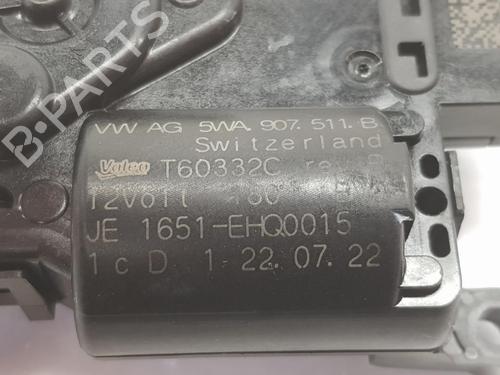 VW AG 5WA. 907. 511. B
Switzerland
Valeo T60332C
12Volt
JE 1651-EHQ0015
1 c D 1 22.07.22
B-PARTS